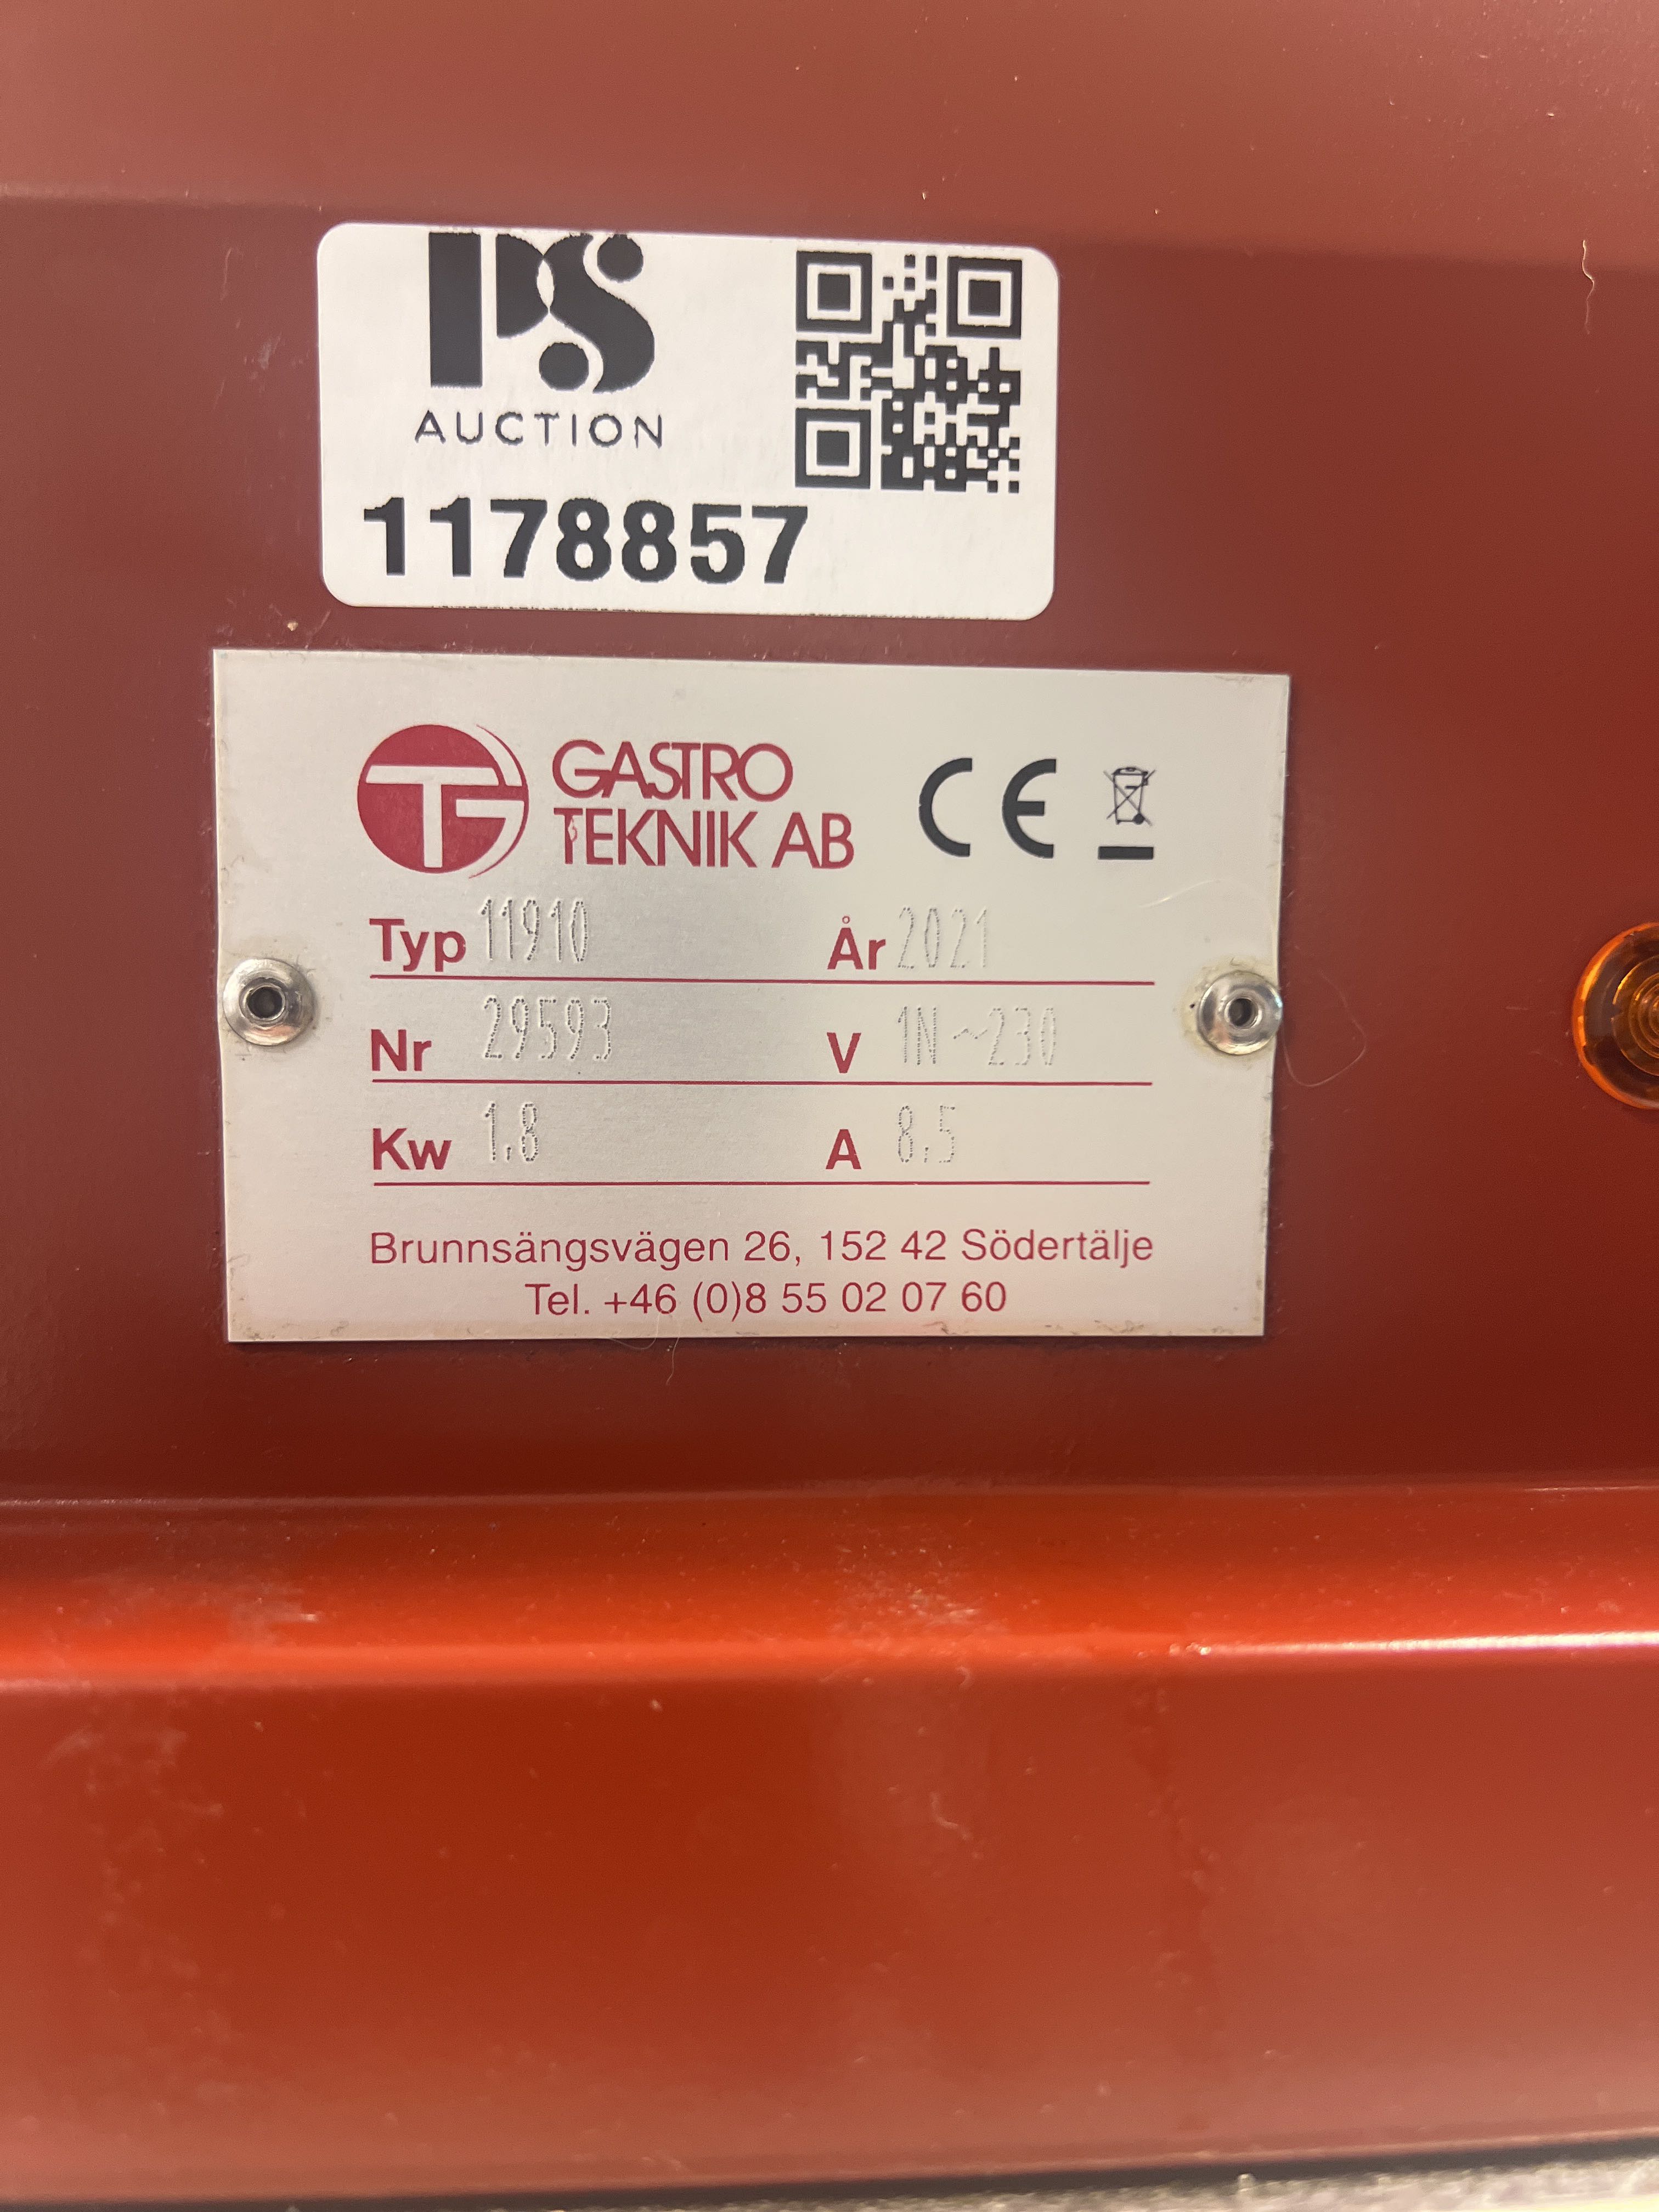 PS
AUCTION
1178857
GASTRO
TEKNIK AB
CE
Typ 11910 År 2021
Nr 29593 V 1N~230
Kw 1.8 A 8.5
Brunnsängsvägen 26, 152 42 Södertälje
Tel. +46 (0)8 55 02 07 60